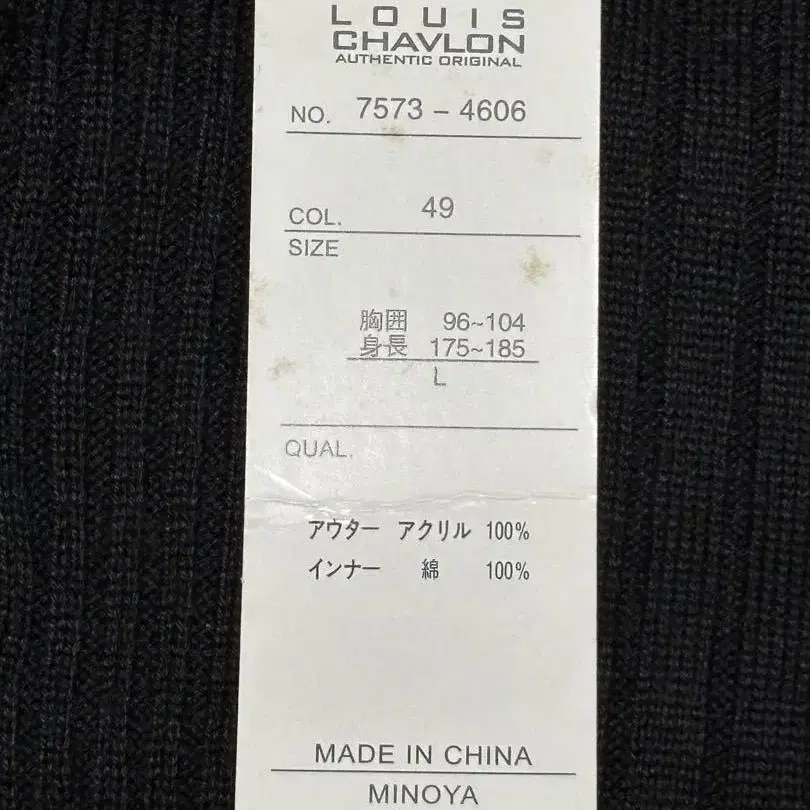 LOUIS
CHAVLON
AUTHENTIC ORIGINAL
NO. 7573 – 4606
COL. 49
SIZE
胸囲 96~104
身長 175~185
L
QUAL.
アウター アクリル 100%
インナー 綿 100%
MADE IN CHINA
MINOYA